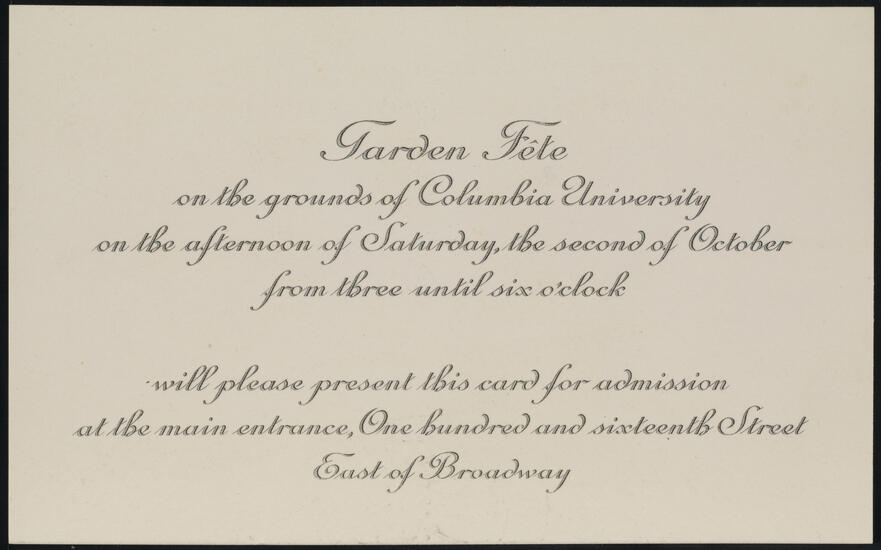 Garden Fête
on the grounds of Columbia University
on the afternoon of Saturday, the second of October
from three until six o'clock
will please present this card for admission
at the main entrance, One hundred and sixteenth Street
East of Broadway